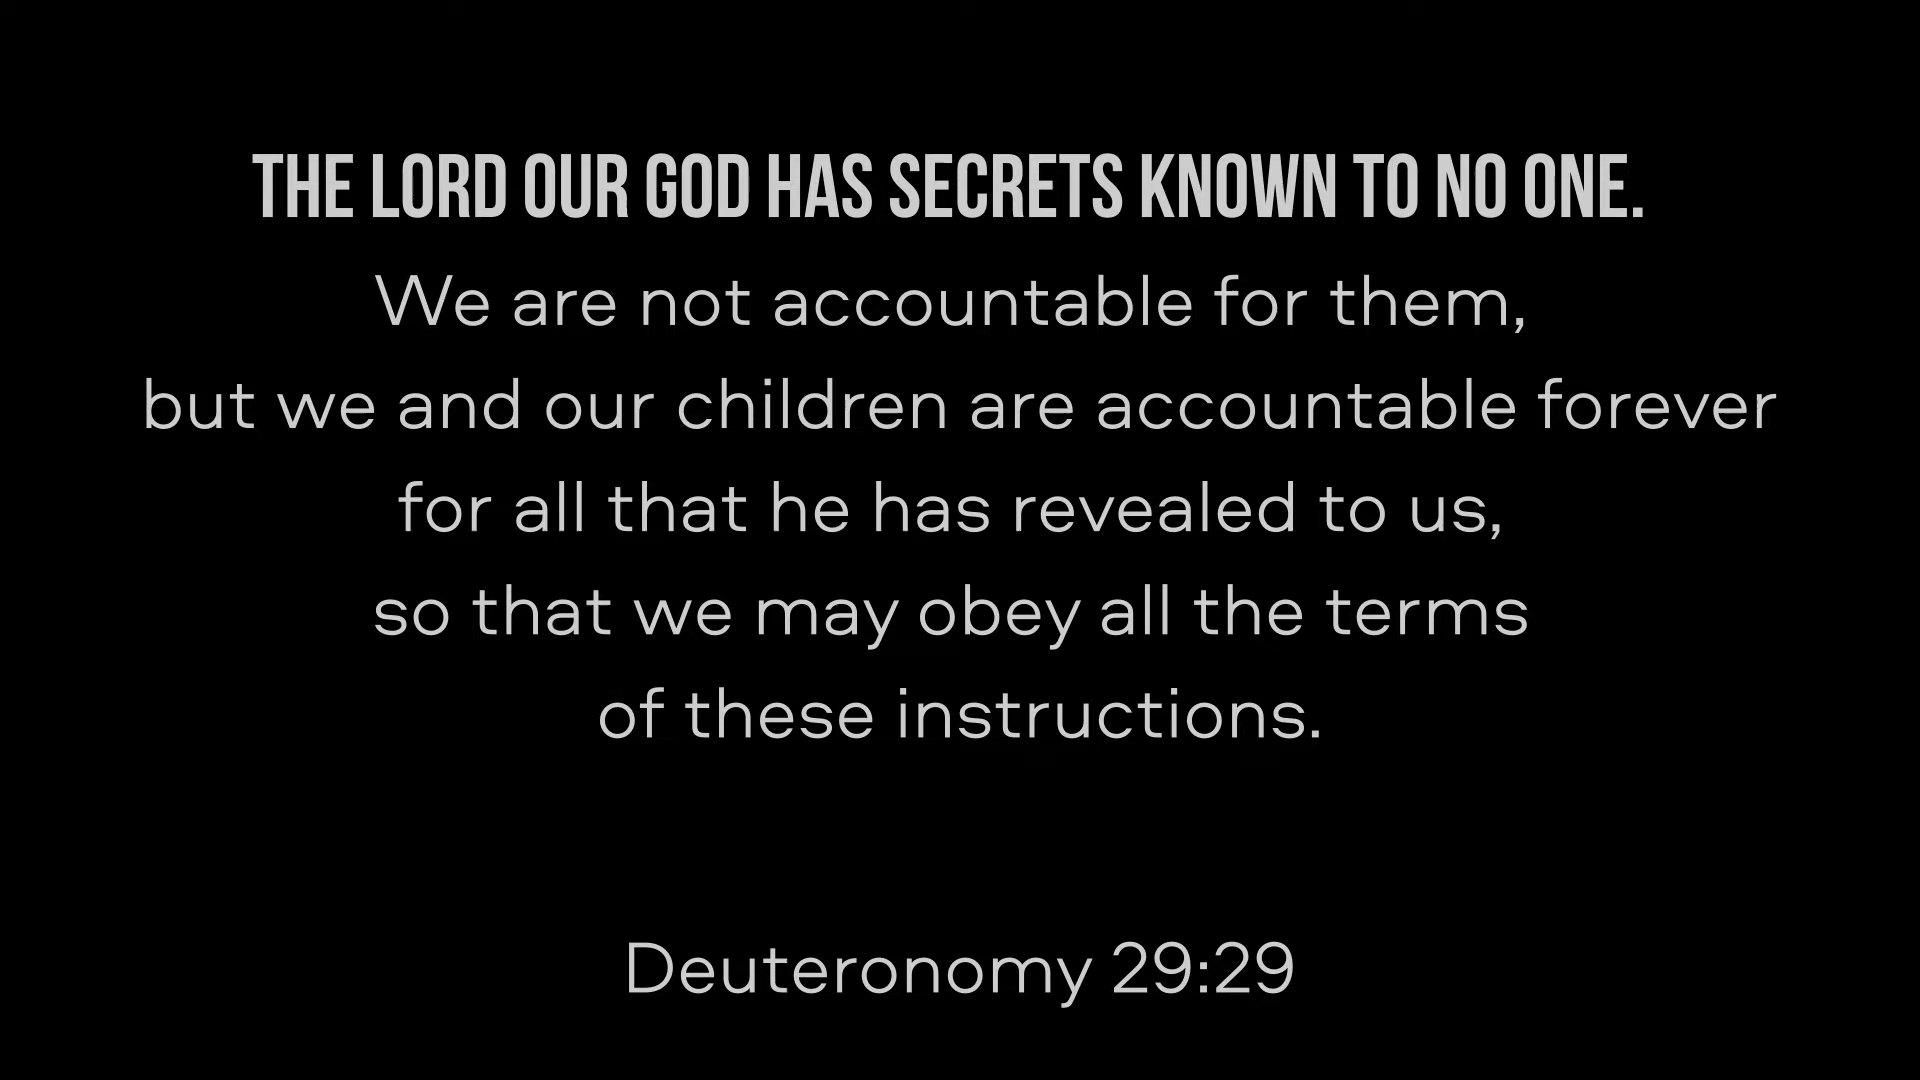 THE LORD OUR GOD HAS SECRETS KNOWN TO NO ONE.
We are not accountable for them,
but we and our children are accountable forever
for all that he has revealed to us,
so that we may obey all the terms
of these instructions.
Deuteronomy 29:29